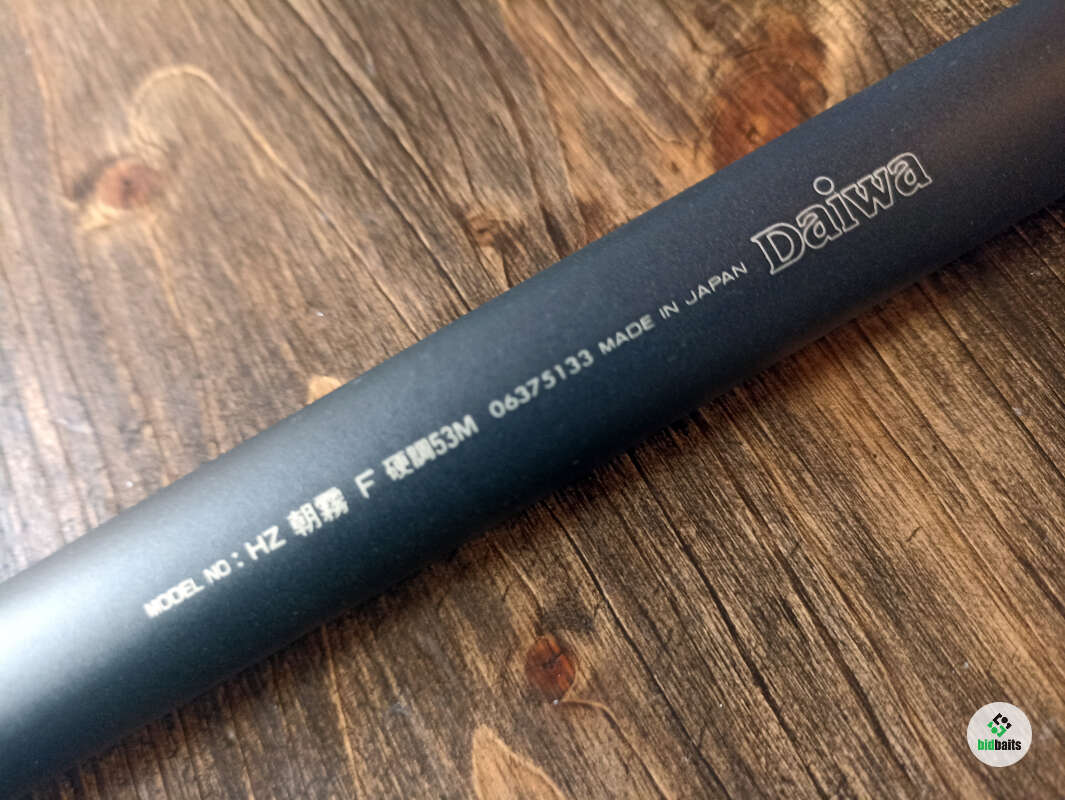 MODEL NO : HZ 朝霧 F 硬調53M 06375133 MADE IN JAPAN Daiwa
bidbaits